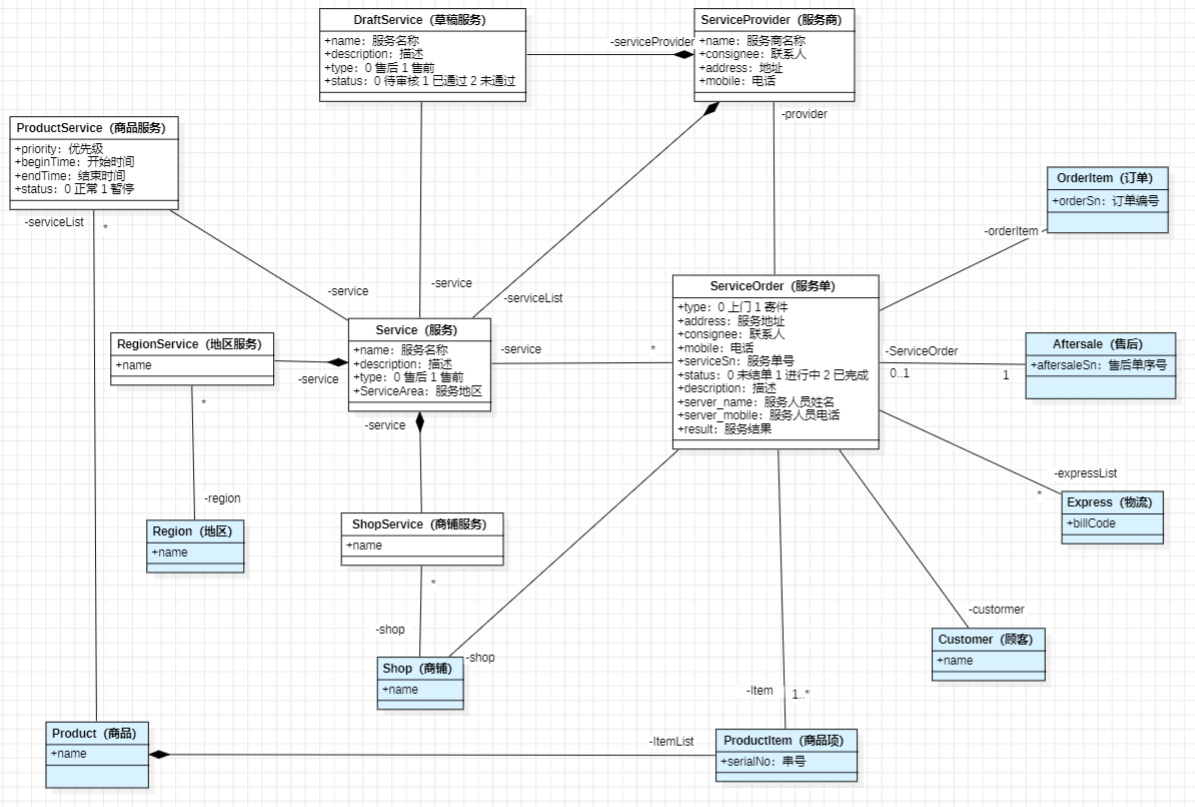 DraftService（草稿服务）
+name：服务名称
+description：描述
+type：0 售后 1 售前
+status：0 待审核 1 已通过 2 未通过
-serviceProvider
ServiceProvider（服务商）
+name：服务商名称
+consignee：联系人
+address：地址
+mobile：电话
-provider
ProductService（商品服务）
+priority：优先级
+beginTime：开始时间
+endTime：结束时间
+status：0 正常 1 暂停
-serviceList
*
OrderItem（订单）
+orderSn：订单编号
-orderItem
-service
-service
-serviceList
ServiceOrder（服务单）
+type：0 上门 1 寄件
+address：服务地址
+consignee：联系人
+mobile：电话
+serviceSn：服务单号
+status：0 未结单 1 进行中 2 已完成
+description：描述
+server_name：服务人员姓名
+server_mobile：服务人员电话
+result：服务结果
Service（服务）
+name：服务名称
+description：描述
+type：0 售后 1 售前
+ServiceArea：服务地区
-service
*
RegionService（地区服务）
+name
-service
*
-ServiceOrder
0..1
1
Aftersale（售后）
+aftersaleSn：售后单序号
-service
-expressList
*
Express（物流）
+billCode
-region
Region（地区）
+name
ShopService（商铺服务）
+name
*
-shop
-shop
Shop（商铺）
+name
-custormer
Customer（顾客）
+name
-Item
1..*
Product（商品）
+name
-ItemList
ProductItem（商品项）
+serialNo：串号